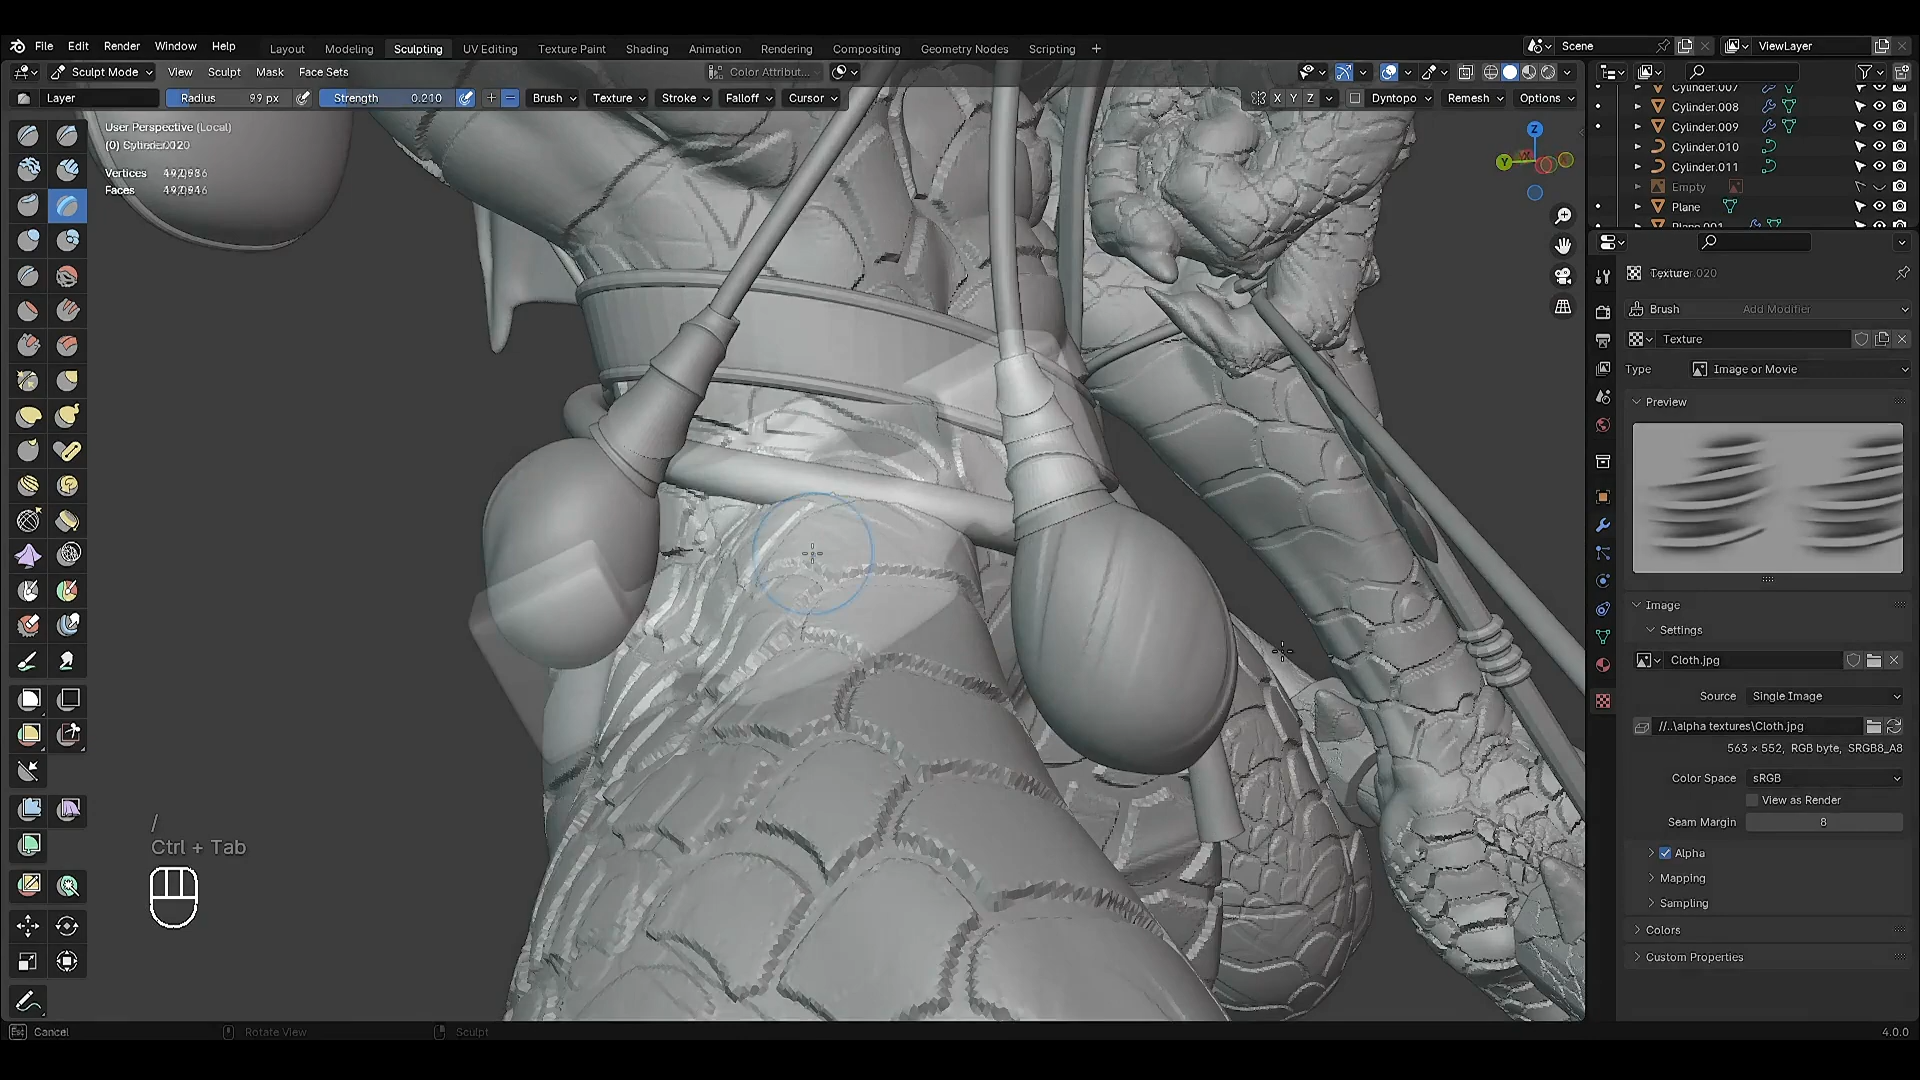 File Edit Render Window Help Layout Modeling Sculpting UV Editing Texture Paint Shading Animation Rendering Compositing Geometry Nodes Scripting + Scene ViewLayer
Sculpt Mode View Sculpt Mask Face Sets Color Attribut...
Layer Radius 99 px Strength 0.210 Brush Texture Stroke Falloff Cursor X Y Z Dyntopo Remesh Options
User Perspective (Local)
Vertices
Faces
Z
Y
Cylinder.007
Cylinder.008
Cylinder.009
Cylinder.010
Cylinder.011
Empty
Plane
Plane.001
Texture
Brush Add Modifier
Texture
Type Image or Movie
Preview
Image
Settings
Cloth.jpg
Source Single Image
//..\alpha textures\Cloth.jpg
563 × 552, RGB byte, SRGB8_A8
Color Space sRGB
View as Render
Seam Margin 8
Alpha
Mapping
Sampling
Colors
Custom Properties
/
Ctrl + Tab
Cancel Rotate View Sculpt 4.0.0